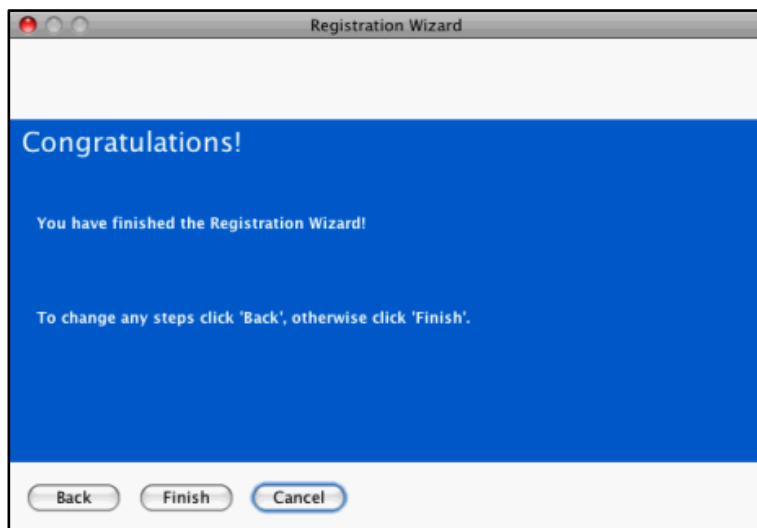 Registration Wizard
Congratulations!
You have finished the Registration Wizard!
To change any steps click 'Back', otherwise click 'Finish'.
Back Finish Cancel